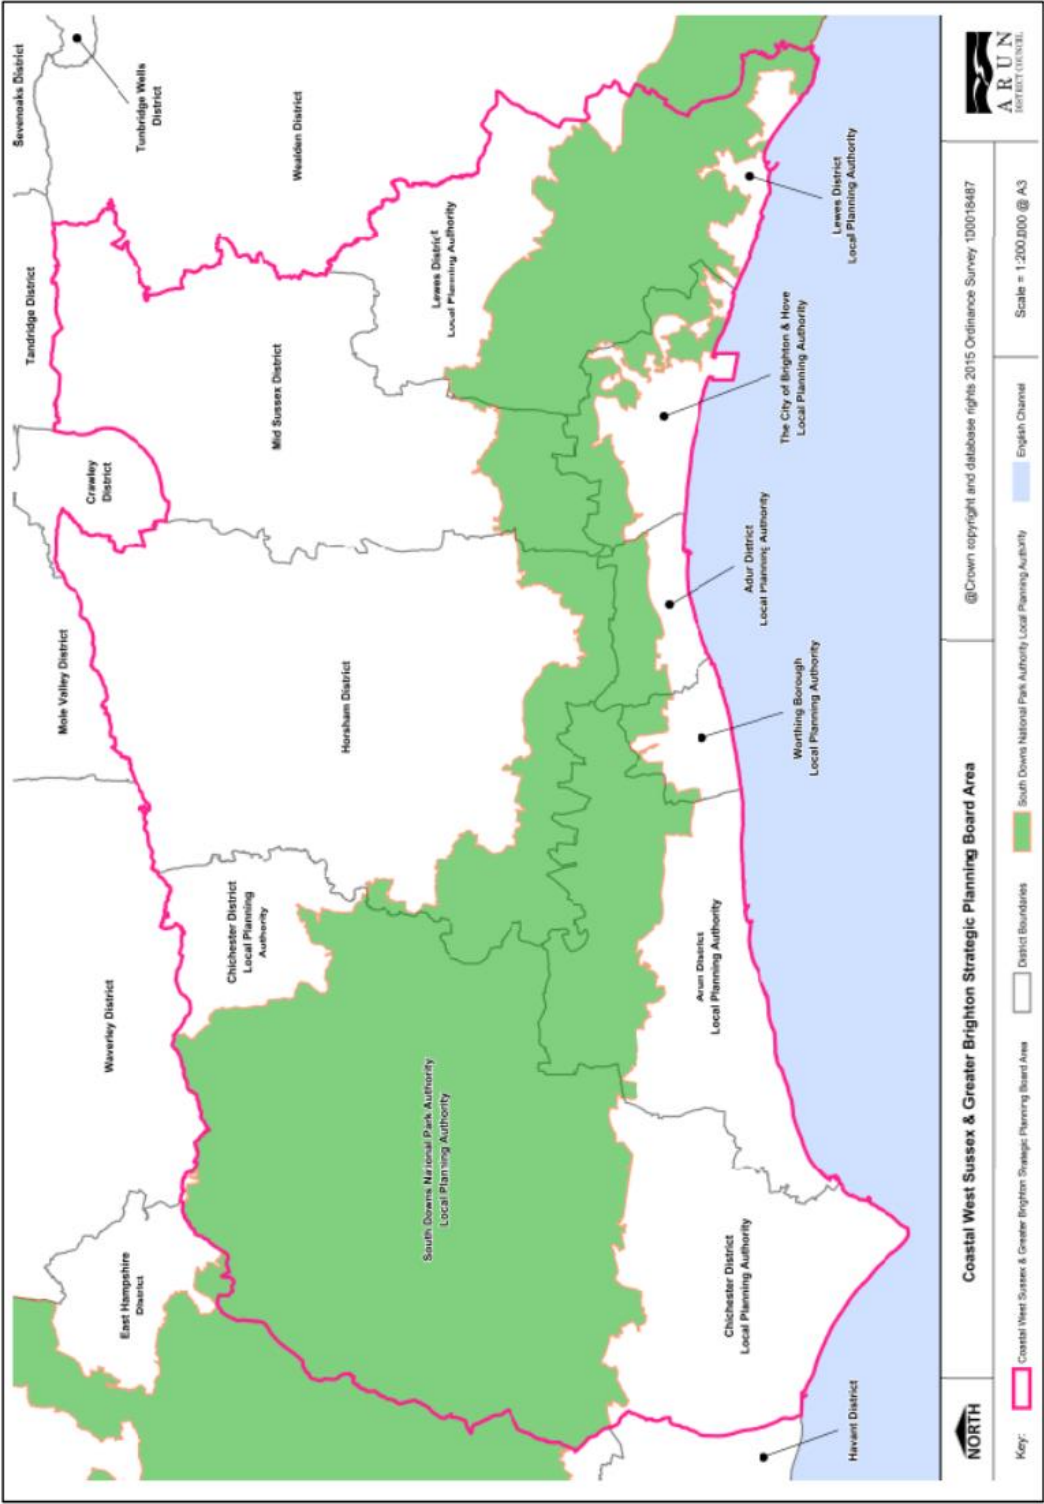 Sevenoaks District
Tunbridge Wells
District
Tandridge District
Wealden District
Mole Valley District
Crawley
District
Mid Sussex District
Lewes District
Local Planning Authority
Waverley District
Horsham District
Chichester District
Local Planning
Authority
East Hampshire
District
South Downs National Park Authority
Local Planning Authority
Lewes District
Local Planning Authority
The City of Brighton & Hove
Local Planning Authority
Adur District
Local Planning Authority
Worthing Borough
Local Planning Authority
Arun District
Local Planning Authority
Chichester District
Local Planning Authority
Havant District
NORTH
Coastal West Sussex & Greater Brighton Strategic Planning Board Area
@Crown copyright and database rights 2015 Ordinance Survey 100018487
Key:
Coastal West Sussex & Greater Brighton Strategic Planning Board Area
District Boundaries
South Downs National Park Authority Local Planning Authority
English Channel
Scale = 1:200,000 @ A3
ARUN
DISTRICT COUNCIL